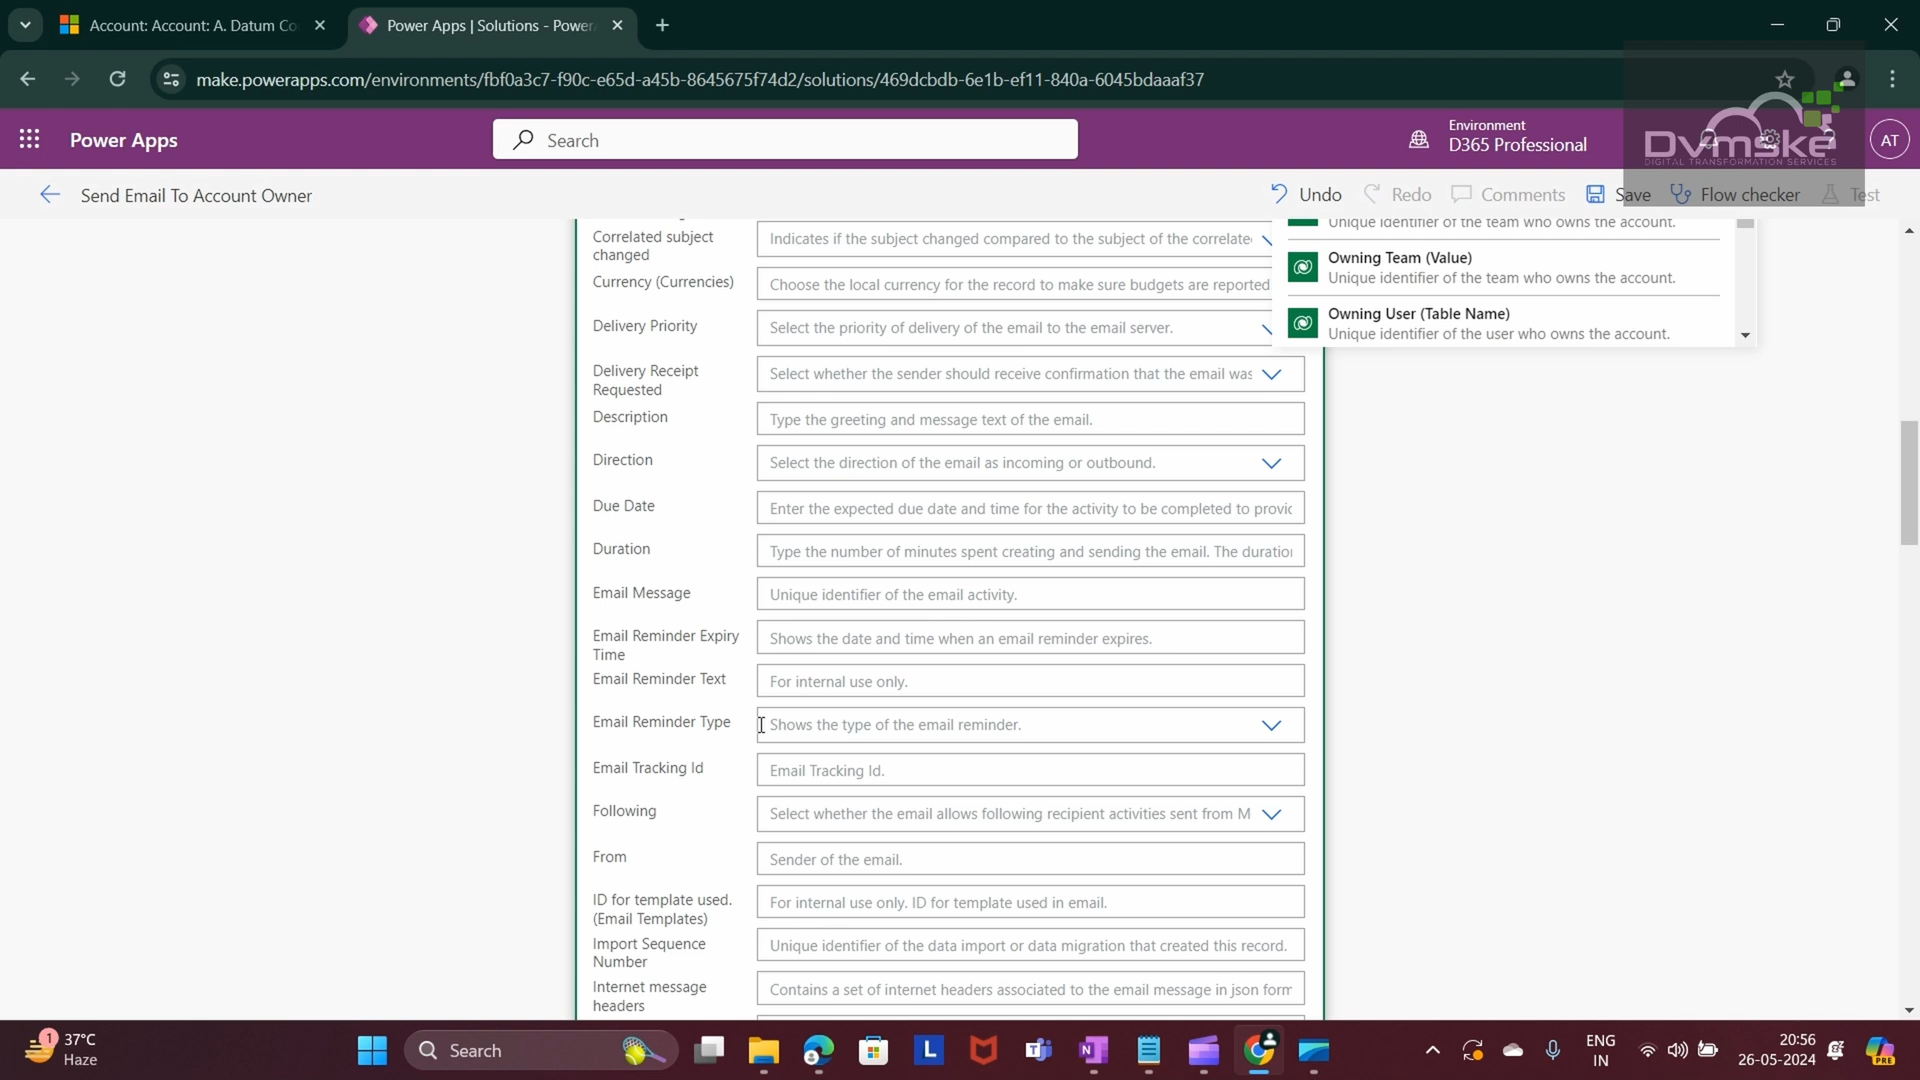 Account: Account: A. Datum Co
Power Apps | Solutions - Power
make.powerapps.com/environments/fbf0a3c7-f90c-e65d-a45b-8645675f74d2/solutions/469dcbdb-6e1b-ef11-840a-6045bdaaaf37
Power Apps
Search
Environment
D365 Professional
Dvmske
DIGITAL TRANSFORMATION SERVICES
AT
Send Email To Account Owner
Undo
Redo
Comments
Save
Flow checker
Test
Unique identifier of the team who owns the account.
Owning Team (Value)
Unique identifier of the team who owns the account.
Owning User (Table Name)
Unique identifier of the user who owns the account.
Correlated subject
changed
Indicates if the subject changed compared to the subject of the correlate
Currency (Currencies)
Choose the local currency for the record to make sure budgets are reported
Delivery Priority
Select the priority of delivery of the email to the email server.
Delivery Receipt
Requested
Select whether the sender should receive confirmation that the email was
Description
Type the greeting and message text of the email.
Direction
Select the direction of the email as incoming or outbound.
Due Date
Enter the expected due date and time for the activity to be completed to provic
Duration
Type the number of minutes spent creating and sending the email. The duratio
Email Message
Unique identifier of the email activity.
Email Reminder Expiry
Time
Shows the date and time when an email reminder expires.
Email Reminder Text
For internal use only.
Email Reminder Type
Shows the type of the email reminder.
Email Tracking Id
Email Tracking Id.
Following
Select whether the email allows following recipient activities sent from M
From
Sender of the email.
ID for template used.
(Email Templates)
For internal use only. ID for template used in email.
Import Sequence
Number
Unique identifier of the data import or data migration that created this record.
Internet message
headers
Contains a set of internet headers associated to the email message in json form
1
37°C
Haze
Search
ENG
IN
20:56
26-05-2024
PRE